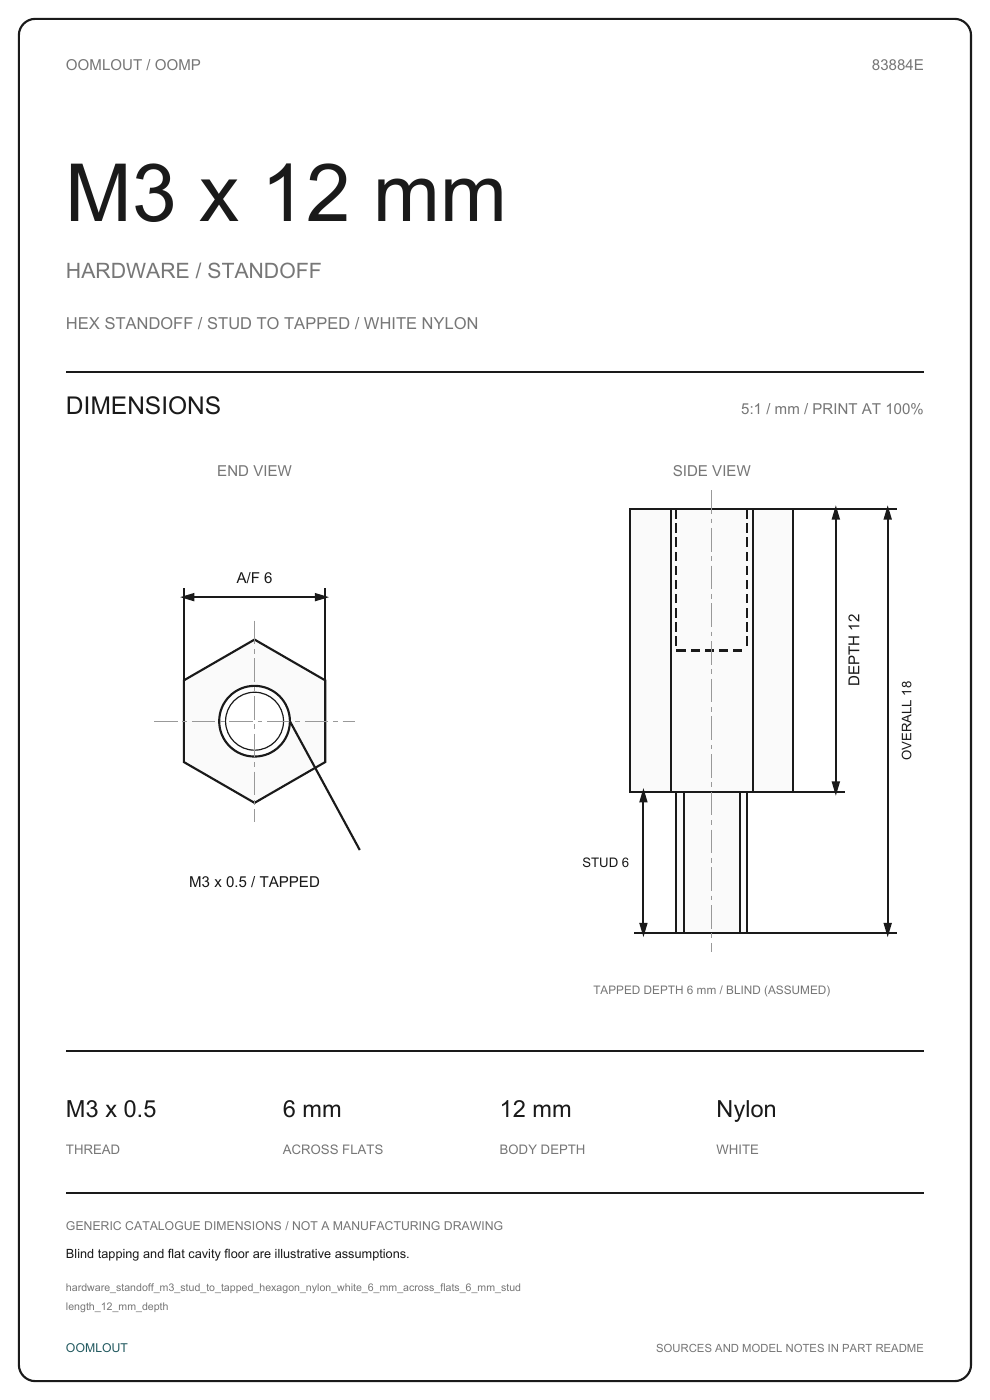 OOMLOUT / OOMP
83884E
M3 x 12 mm
HARDWARE / STANDOFF
HEX STANDOFF / STUD TO TAPPED / WHITE NYLON
DIMENSIONS
5:1 / mm / PRINT AT 100%
END VIEW
SIDE VIEW
A/F 6
M3 x 0.5 / TAPPED
DEPTH 12
OVERALL 18
STUD 6
TAPPED DEPTH 6 mm / BLIND (ASSUMED)
M3 x 0.5
THREAD
6 mm
ACROSS FLATS
12 mm
BODY DEPTH
Nylon
WHITE
GENERIC CATALOGUE DIMENSIONS / NOT A MANUFACTURING DRAWING
Blind tapping and flat cavity floor are illustrative assumptions.
hardware_standoff_m3_stud_to_tapped_hexagon_nylon_white_6_mm_across_flats_6_mm_stud
length_12_mm_depth
OOMLOUT
SOURCES AND MODEL NOTES IN PART README